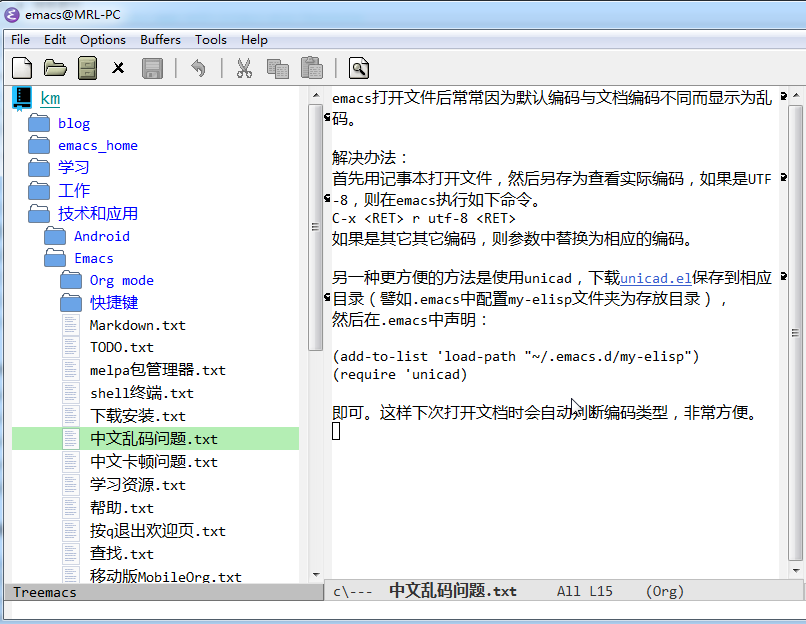 emacs@MRL-PC
File Edit Options Buffers Tools Help
km
blog
emacs_home
学习
工作
技术和应用
Android
Emacs
Org mode
快捷键
Markdown.txt
TODO.txt
melpa包管理器.txt
shell终端.txt
下载安装.txt
中文乱码问题.txt
中文卡顿问题.txt
学习资源.txt
帮助.txt
按q退出欢迎页.txt
查找.txt
移动版MobileOrg.txt
Treemacs
emacs打开文件后常常因为默认编码与文档编码不同而显示为乱
码。
解决办法：
首先用记事本打开文件，然后另存为查看实际编码，如果是UTF
-8，则在emacs执行如下命令。
C-x <RET> r utf-8 <RET>
如果是其它其它编码，则参数中替换为相应的编码。
另一种更方便的方法是使用unicad，下载unicad.el保存到相应
目录（譬如.emacs中配置my-elisp文件夹为存放目录），
然后在.emacs中声明：
(add-to-list 'load-path "~/.emacs.d/my-elisp")
(require 'unicad)
即可。这样下次打开文档时会自动判断编码类型，非常方便。
c\--- 中文乱码问题.txt All L15 (Org)